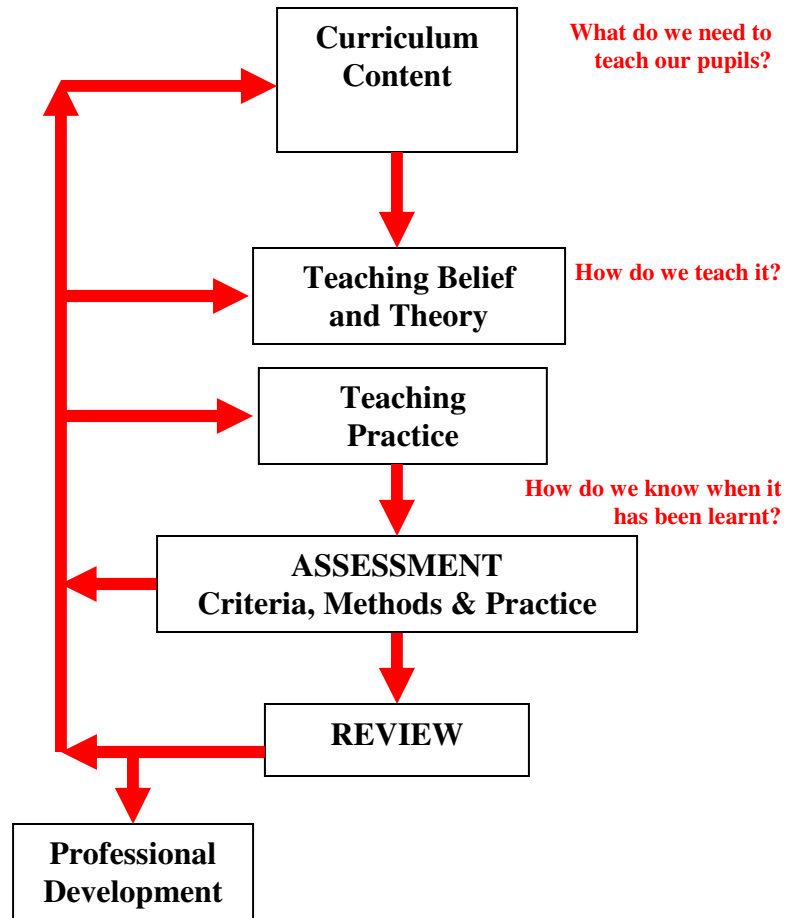 Curriculum
Content
What do we need to
teach our pupils?
Teaching Belief
and Theory
How do we teach it?
Teaching
Practice
How do we know when it
has been learnt?
ASSESSMENT
Criteria, Methods & Practice
REVIEW
Professional
Development